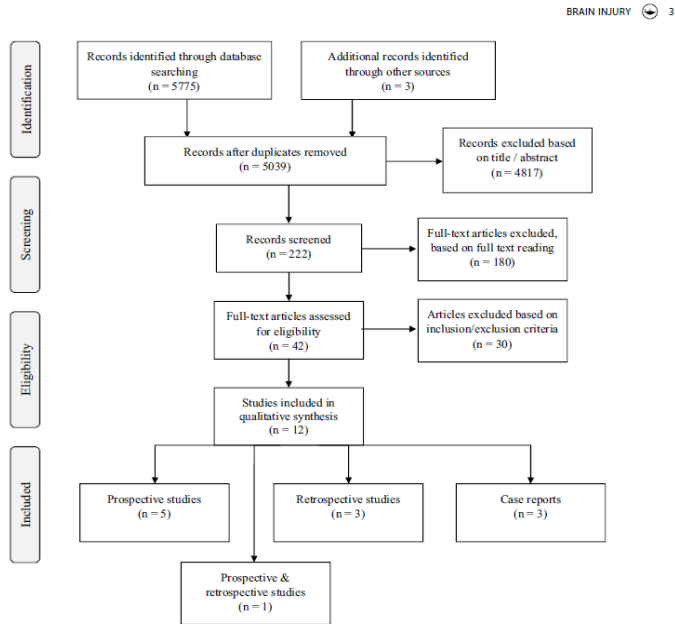 BRAIN INJURY 3
Identification
Records identified through database
searching
(n = 5775)
Additional records identified
through other sources
(n = 3)
Records after duplicates removed
(n = 5039)
Records excluded based
on title / abstract
(n = 4817)
Screening
Records screened
(n = 222)
Full-text articles excluded,
based on full text reading
(n = 180)
Eligibility
Full-text articles assessed
for eligibility
(n = 42)
Articles excluded based on
inclusion/exclusion criteria
(n = 30)
Studies included in
qualitative synthesis
(n = 12)
Included
Prospective studies
(n = 5)
Retrospective studies
(n = 3)
Case reports
(n = 3)
Prospective &
retrospective studies
(n = 1)